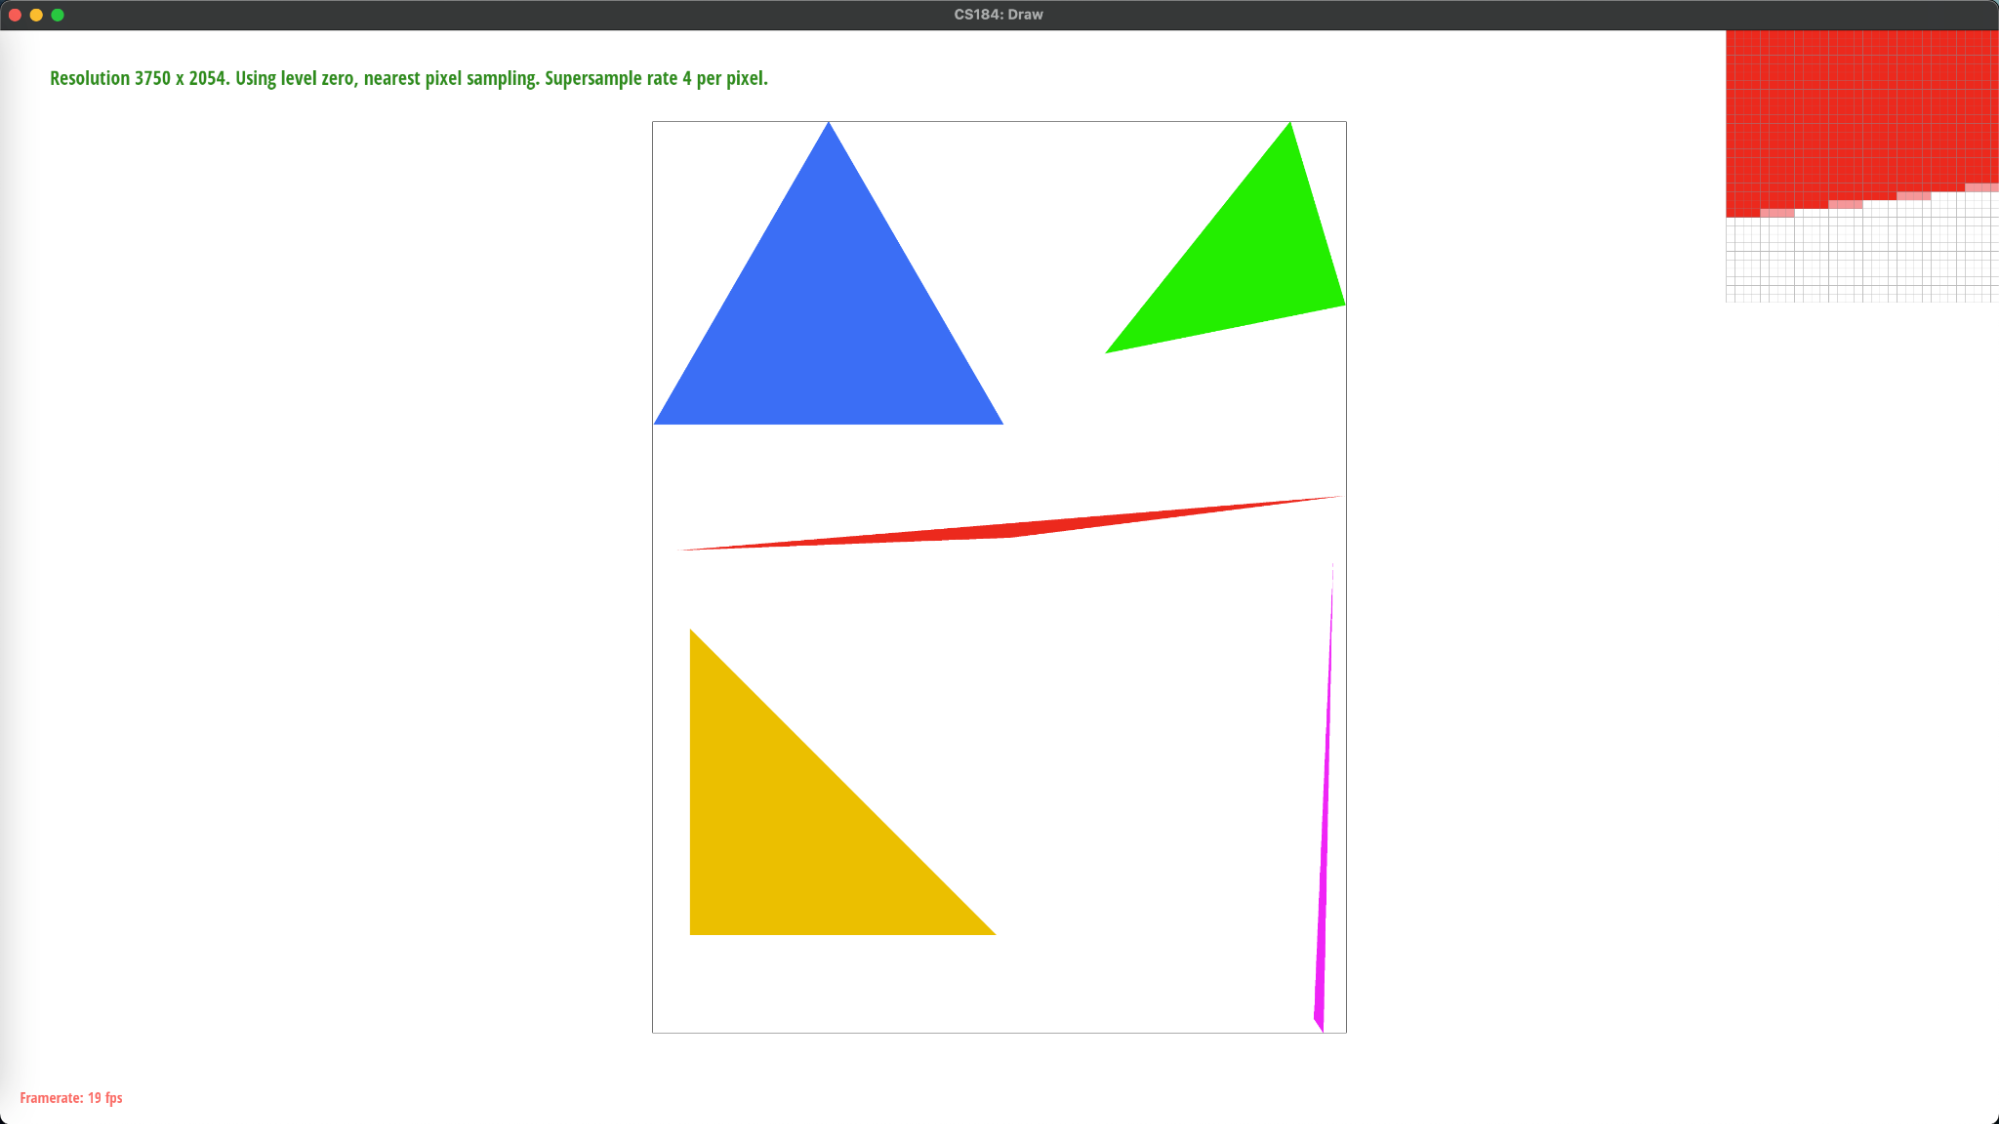 CS184: Draw
Resolution 3750 x 2054. Using level zero, nearest pixel sampling. Supersample rate 4 per pixel.
Framerate: 19 fps